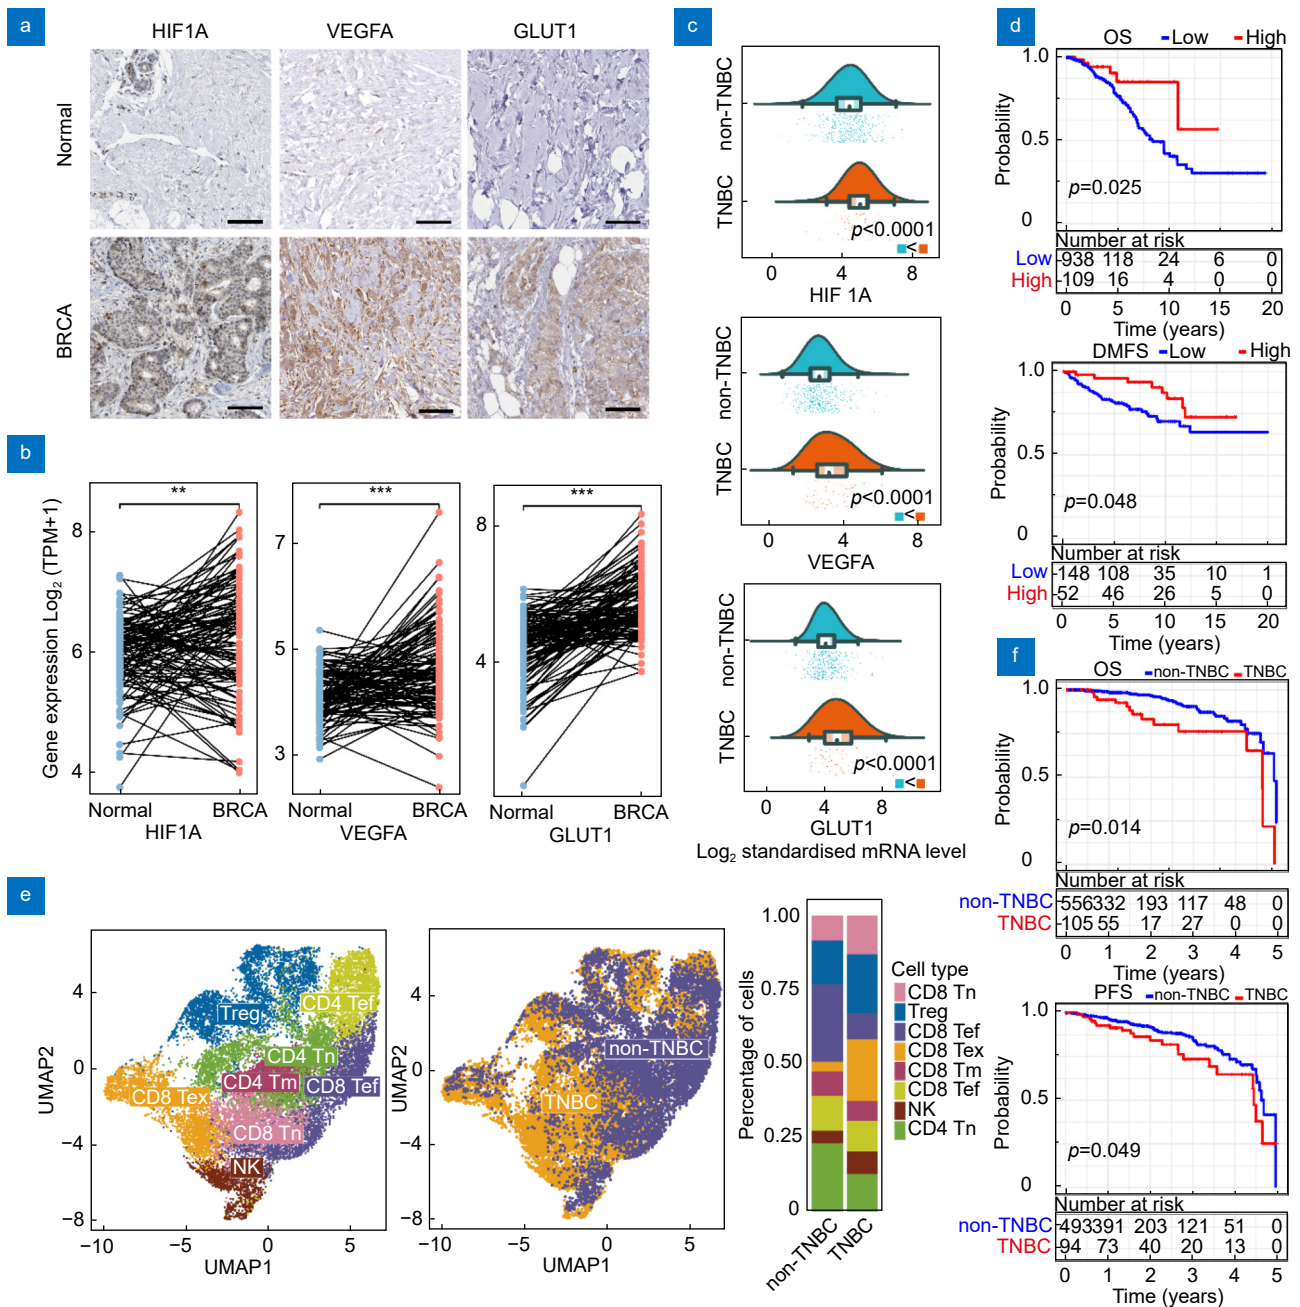 a
HIF1A
VEGFA
GLUT1
Normal
BRCA
b
Gene expression Log₂ (TPM+1)
**
8
6
4
Normal
BRCA
HIF1A
***
7
5
3
Normal
BRCA
VEGFA
***
8
4
Normal
BRCA
GLUT1
c
non-TNBC
TNBC
p<0.0001
<
0 4 8
HIF 1A
non-TNBC
TNBC
p<0.0001
<
0 4 8
VEGFA
non-TNBC
TNBC
p<0.0001
<
0 4 8
GLUT1
Log₂ standardised mRNA level
d
OS Low High
Probability
1.0
0.5
0
p=0.025
Number at risk
Low 938 118 24 6 0
High 109 16 4 0 0
0 5 10 15 20
Time (years)
DMFS Low High
Probability
1.0
0.5
0
p=0.048
Number at risk
Low 148 108 35 10 1
High 52 46 26 5 0
0 5 10 15 20
Time (years)
e
UMAP2
4
0
−4
−8
Treg
CD4 Tef
CD4 Tn
CD4 Tm
CD8 Tef
CD8 Tex
CD8 Tn
NK
−10 −5 0 5
UMAP1
UMAP2
4
0
−4
−8
non-TNBC
TNBC
−10 −5 0 5
UMAP1
Percentage of cells
1.00
0.75
0.50
0.25
0
non-TNBC
TNBC
Cell type
CD8 Tn
Treg
CD8 Tef
CD8 Tex
CD8 Tm
CD8 Tef
NK
CD4 Tn
f
OS non-TNBC TNBC
Probability
1.0
0.5
0
p=0.014
Number at risk
non-TNBC 556 332 193 117 48 0
TNBC 105 55 17 27 0 0
0 1 2 3 4 5
Time (years)
PFS non-TNBC TNBC
Probability
1.0
0.5
0
p=0.049
Number at risk
non-TNBC 493 391 203 121 51 0
TNBC 94 73 40 20 13 0
0 1 2 3 4 5
Time (years)